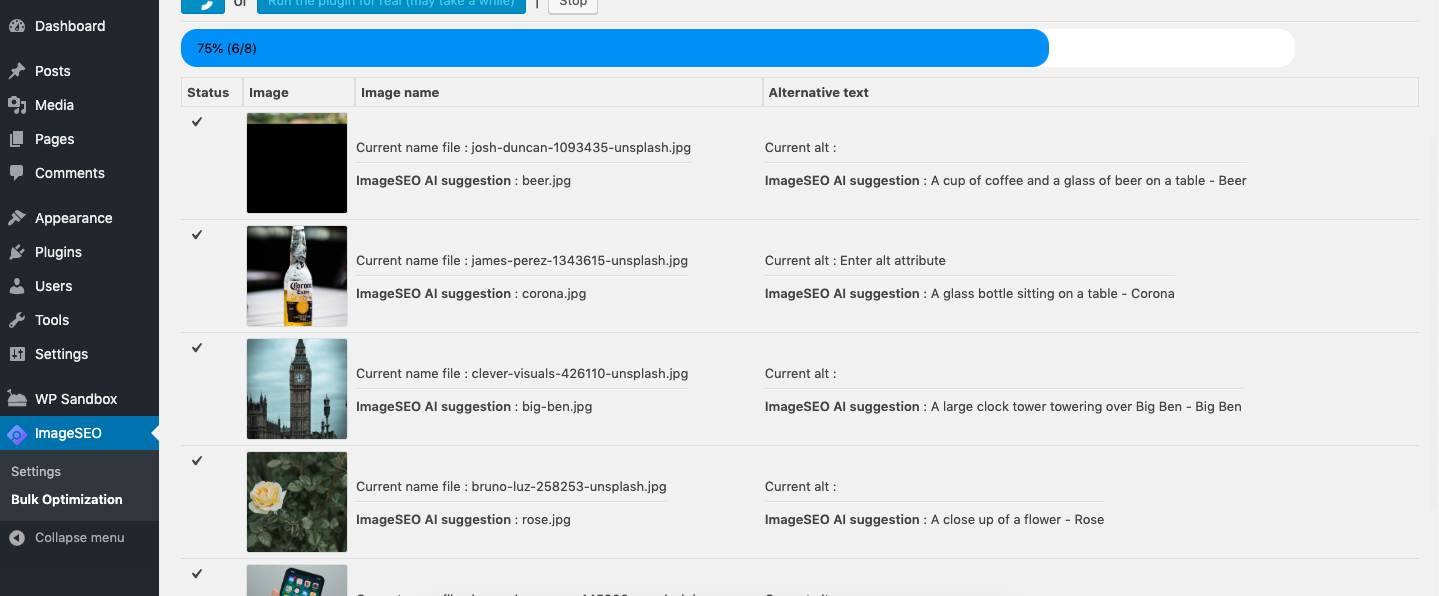 or Run the plugin for real (may take a while) | Stop
Dashboard
Posts
Media
Pages
Comments
Appearance
Plugins
Users
Tools
Settings
WP Sandbox
ImageSEO
Settings
Bulk Optimization
Collapse menu
75% (6/8)
Status Image Image name Alternative text
Current name file : josh-duncan-1093435-unsplash.jpg
Current alt :
ImageSEO AI suggestion : beer.jpg
ImageSEO AI suggestion : A cup of coffee and a glass of beer on a table - Beer
Current name file : james-perez-1343615-unsplash.jpg
Current alt : Enter alt attribute
ImageSEO AI suggestion : corona.jpg
ImageSEO AI suggestion : A glass bottle sitting on a table - Corona
Corona
Extra
Current name file : clever-visuals-426110-unsplash.jpg
Current alt :
ImageSEO AI suggestion : big-ben.jpg
ImageSEO AI suggestion : A large clock tower towering over Big Ben - Big Ben
Current name file : bruno-luz-258253-unsplash.jpg
Current alt :
ImageSEO AI suggestion : rose.jpg
ImageSEO AI suggestion : A close up of a flower - Rose